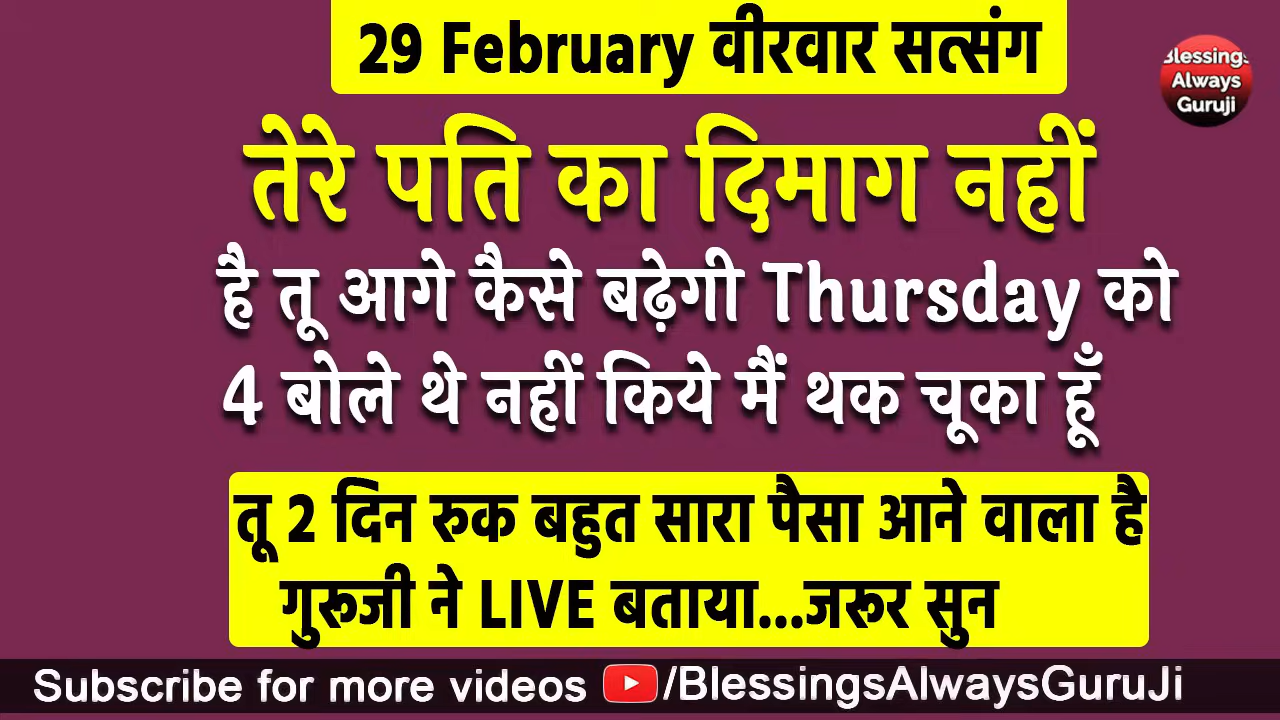 29 February वीरवार सत्संग
Blessings
Always
Guruji
तेरे पति का दिमाग नहीं
है तू आगे कैसे बढ़ेगी Thursday को
4 बोले थे नहीं किये मैं थक चूका हूँ
तू 2 दिन रुक बहुत सारा पैसा आने वाला है
गुरूजी ने LIVE बताया...जरूर सुन
Subscribe for more videos /BlessingsAlwaysGuruJi